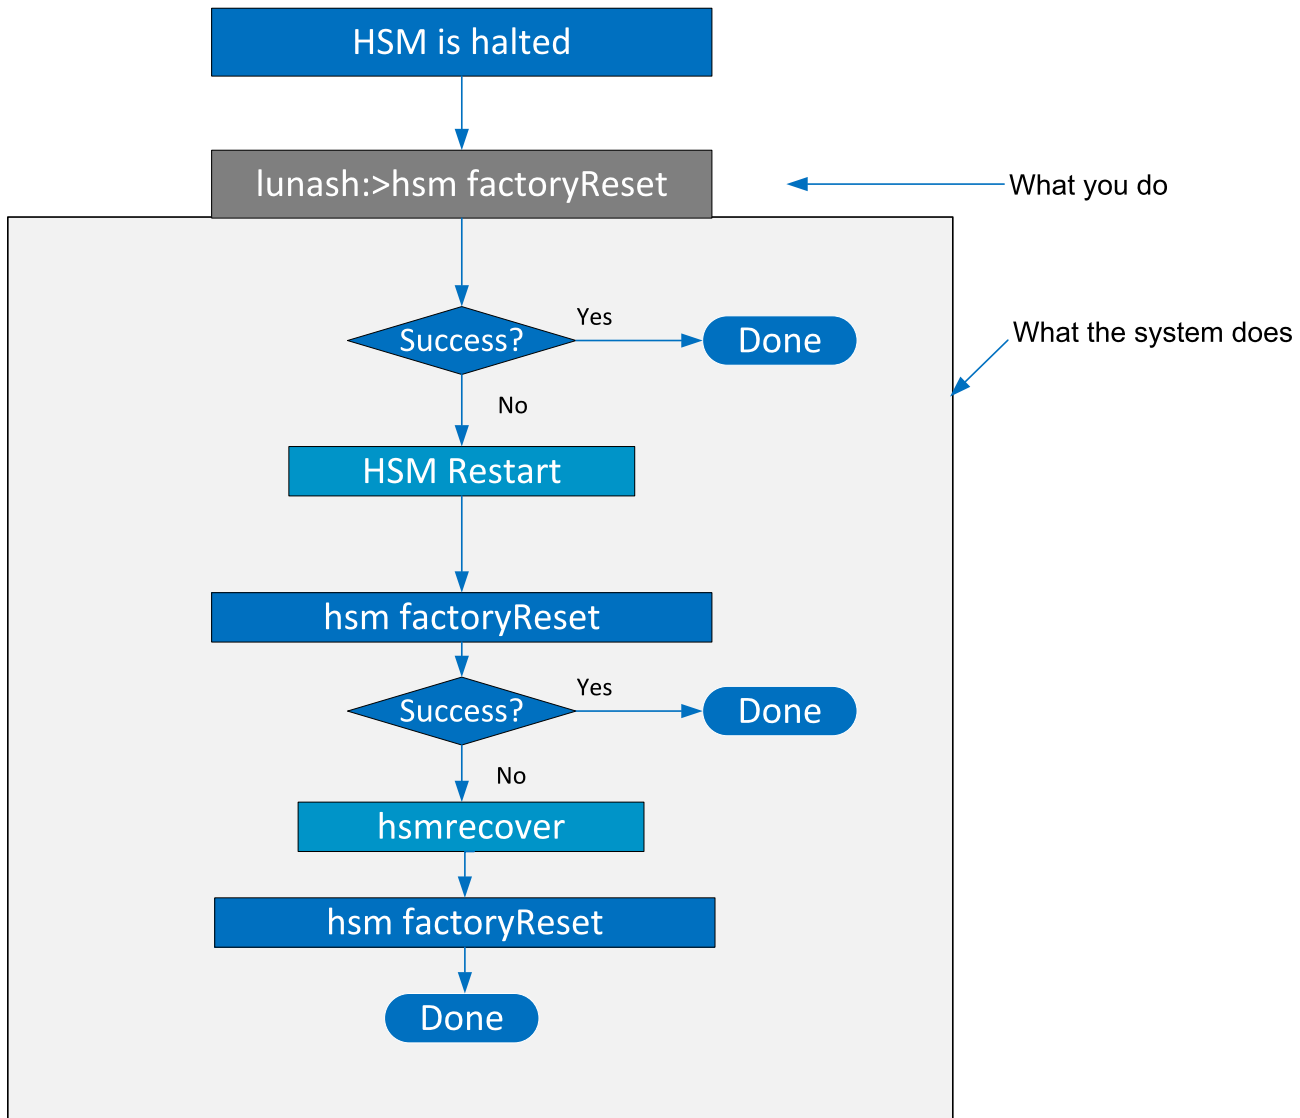 HSM is halted
lunash:>hsm factoryReset
What you do
Success?
Yes
Done
What the system does
No
HSM Restart
hsm factoryReset
Success?
Yes
Done
No
hsmrecover
hsm factoryReset
Done